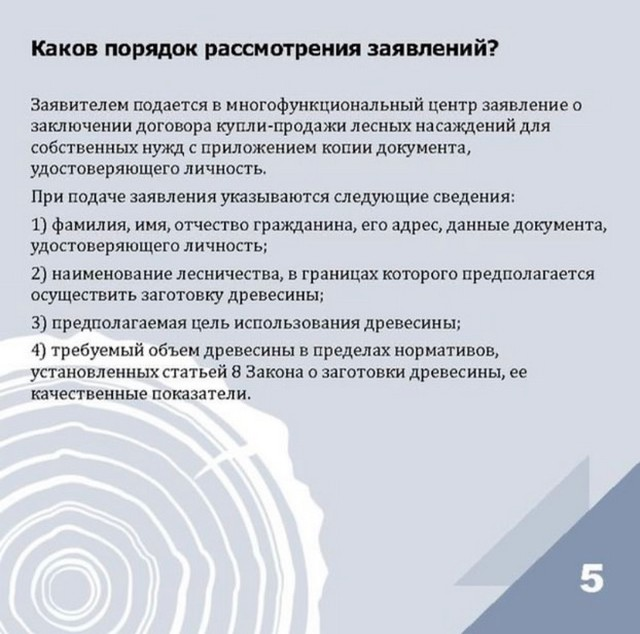 Каков порядок рассмотрения заявлений?
Заявителем подается в многофункциональный центр заявление о
заключении договора купли-продажи лесных насаждений для
собственных нужд с приложением копии документа,
удостоверяющего личность.
При подаче заявления указываются следующие сведения:
1) фамилия, имя, отчество гражданина, его адрес, данные документа,
удостоверяющего личность;
2) наименование лесничества, в границах которого предполагается
осуществить заготовку древесины;
3) предполагаемая цель использования древесины;
4) требуемый объем древесины в пределах нормативов,
установленных статьей 8 Закона о заготовки древесины, ее
качественные показатели.
5